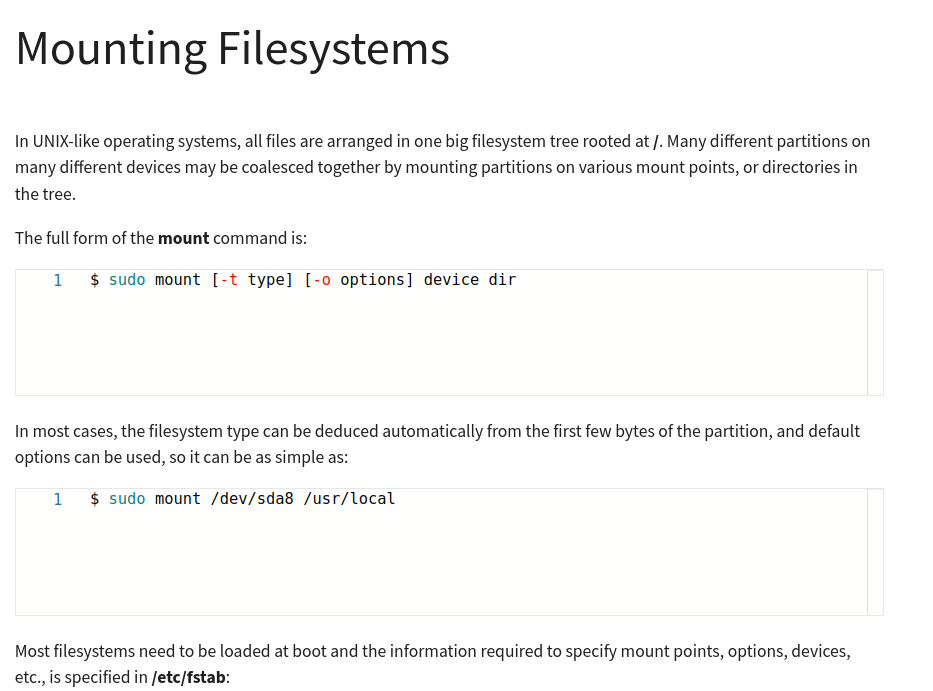 Mounting Filesystems
In UNIX-like operating systems, all files are arranged in one big filesystem tree rooted at /. Many different partitions on
many different devices may be coalesced together by mounting partitions on various mount points, or directories in
the tree.
The full form of the mount command is:
1 $ sudo mount [-t type] [-o options] device dir
In most cases, the filesystem type can be deduced automatically from the first few bytes of the partition, and default
options can be used, so it can be as simple as:
1 $ sudo mount /dev/sda8 /usr/local
Most filesystems need to be loaded at boot and the information required to specify mount points, options, devices,
etc., is specified in /etc/fstab: